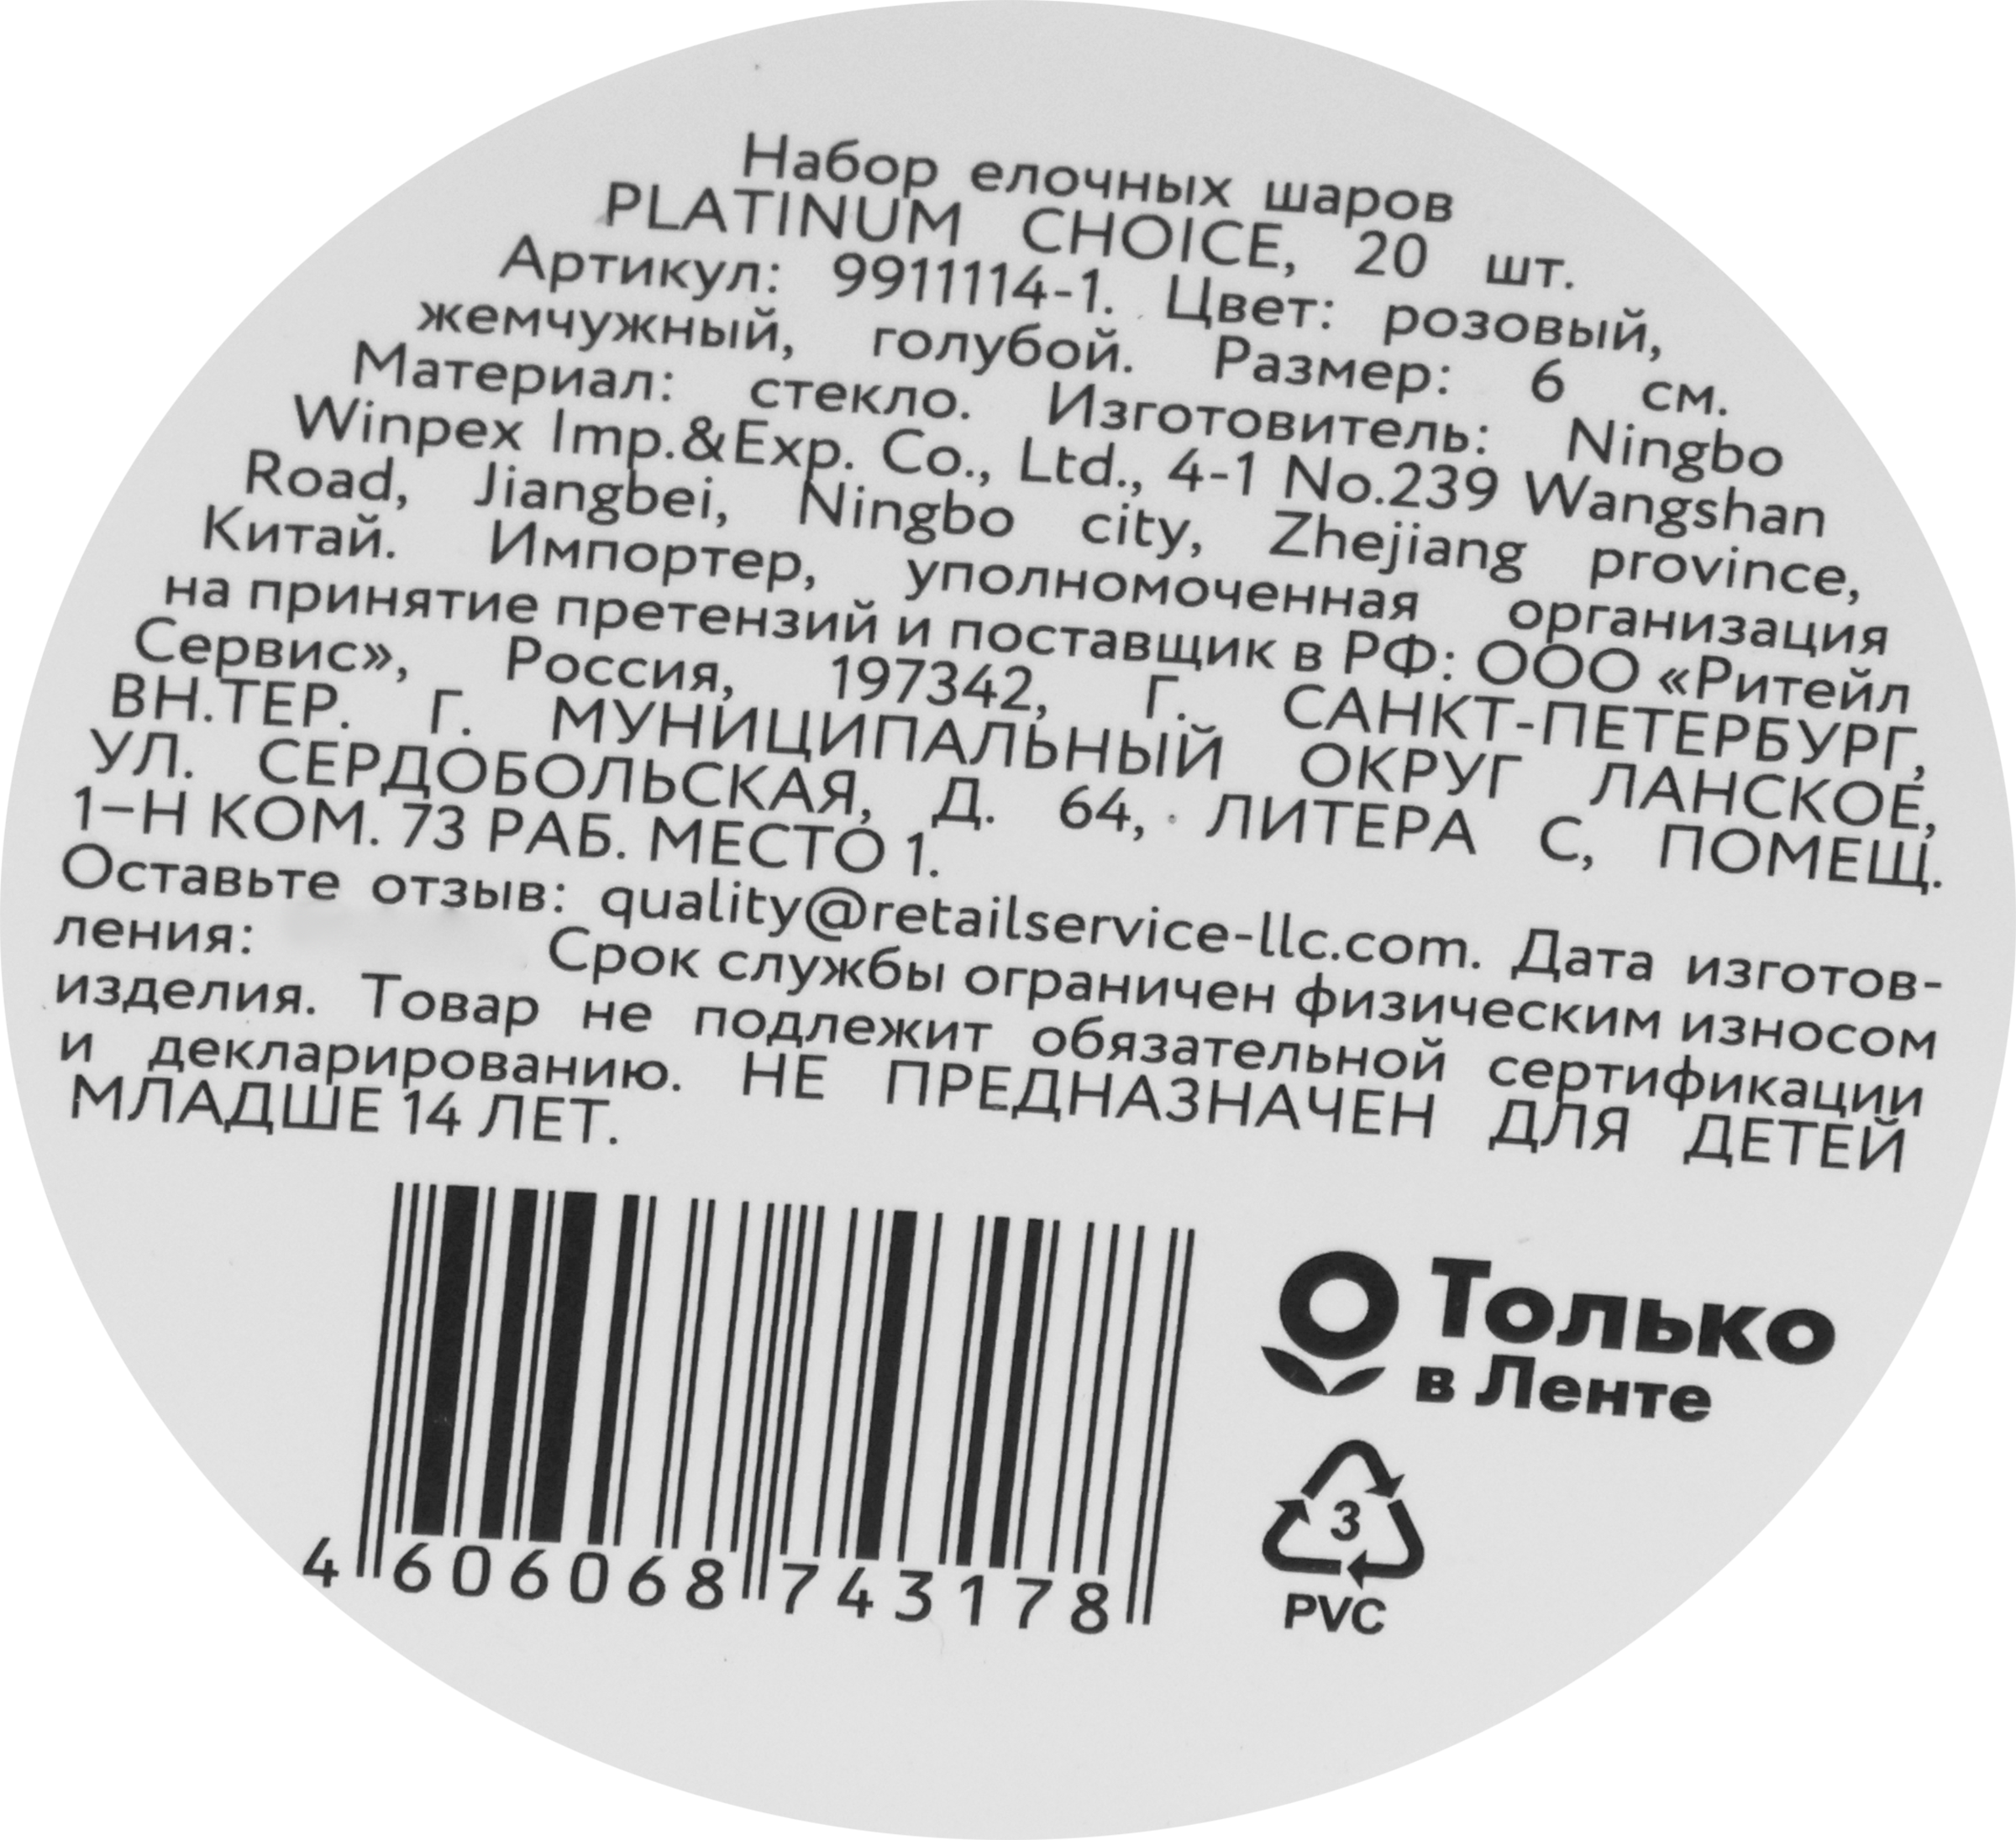 Набор елочных шаров
PLATINUM CHOICE, 20 шт.
Артикул: 9911114-1. Цвет: розовый,
жемчужный, голубой. Размер: 6 см.
Материал: стекло. Изготовитель: Ningbo
Winpex Imp.&Exp. Co., Ltd., 4-1 No.239 Wangshan
Road, Jiangbei, Ningbo city, Zhejiang province,
Китай. Импортер, уполномоченная организация
на принятие претензий и поставщик в РФ: ООО «Ритейл
Сервис», Россия, 197342, Г. САНКТ-ПЕТЕРБУРГ,
ВН.ТЕР. Г. МУНИЦИПАЛЬНЫЙ ОКРУГ ЛАНСКОЕ,
УЛ. СЕРДОБОЛЬСКАЯ, Д. 64, ЛИТЕРА С, ПОМЕЩ.
1–Н КОМ. 73 РАБ. МЕСТО 1.
Оставьте отзыв: quality@retailservice-llc.com. Дата изготов-
ления: Срок службы ограничен физическим износом
изделия. Товар не подлежит обязательной сертификации
и декларированию. НЕ ПРЕДНАЗНАЧЕН ДЛЯ ДЕТЕЙ
МЛАДШЕ 14 ЛЕТ.
Только
в Ленте
3
PVC
4 606068 743178